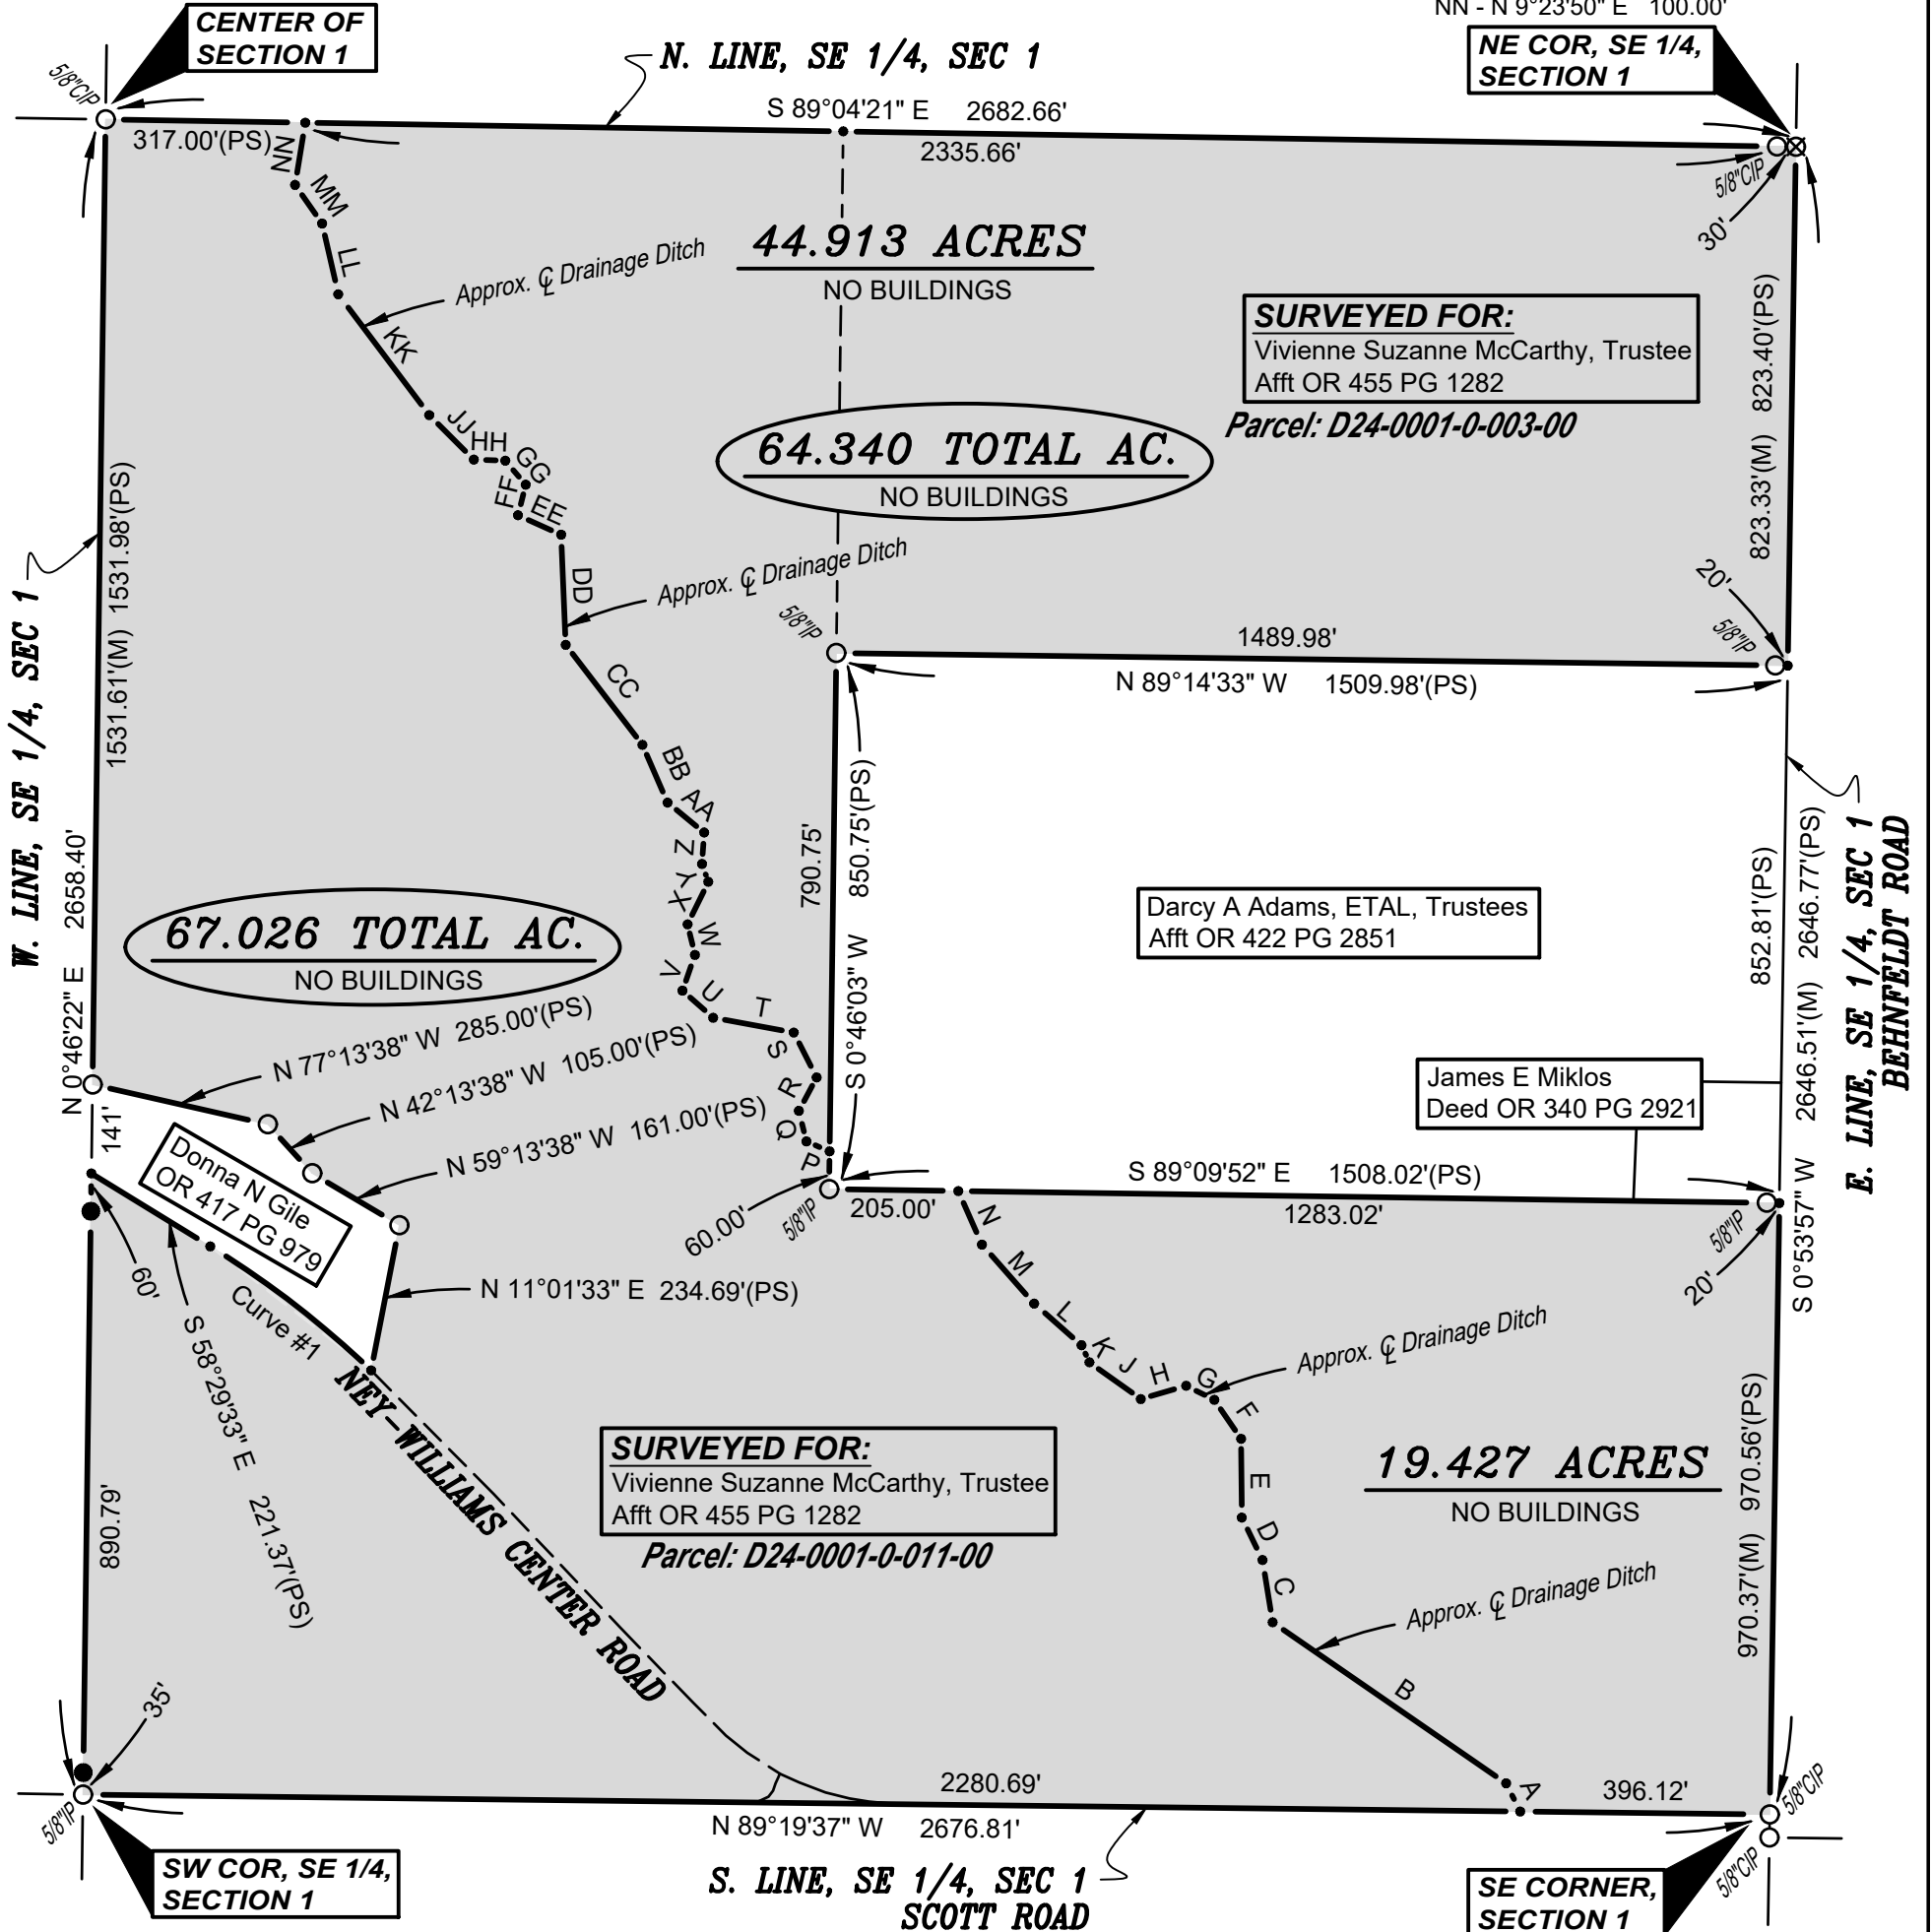 NN - N 9°23'50" E 100.00'
CENTER OF
SECTION 1
N. LINE, SE 1/4, SEC 1
NE COR, SE 1/4,
SECTION 1
5/8"CIP
S 89°04'21" E 2682.66'
317.00'(PS)
2335.66'
5/8"CIP
30'
NN
MM
LL
KK
JJ
HH
GG
FF
EE
DD
CC
BB
AA
Z
Y
X
W
V
U
T
S
R
Q
P
Approx. ℄ Drainage Ditch
44.913 ACRES
NO BUILDINGS
SURVEYED FOR:
Vivienne Suzanne McCarthy, Trustee
Afft OR 455 PG 1282
Parcel: D24-0001-0-003-00
823.33'(M) 823.40'(PS)
64.340 TOTAL AC.
NO BUILDINGS
Approx. ℄ Drainage Ditch
W. LINE, SE 1/4, SEC 1
1531.61'(M) 1531.98'(PS)
N 0°46'22" E 2658.40'
5/8"IP
1489.98'
N 89°14'33" W 1509.98'(PS)
20'
5/8"IP
790.75'
S 0°46'03" W 850.75'(PS)
Darcy A Adams, ETAL, Trustees
Afft OR 422 PG 2851
852.81'(PS)
S 0°53'57" W 2646.51'(M) 2646.77'(PS)
E. LINE, SE 1/4, SEC 1
BEHNFELDT ROAD
67.026 TOTAL AC.
NO BUILDINGS
N 77°13'38" W 285.00'(PS)
N 42°13'38" W 105.00'(PS)
N 59°13'38" W 161.00'(PS)
141'
Donna N Gile
OR 417 PG 979
James E Miklos
Deed OR 340 PG 2921
S 89°09'52" E 1508.02'(PS)
205.00'
1283.02'
60.00'
5/8"IP
5/8"IP
20'
60'
Curve #1
N 11°01'33" E 234.69'(PS)
S 58°29'33" E 221.37'(PS)
N
M
L
K
J
H
G
F
E
D
C
B
A
Approx. ℄ Drainage Ditch
NEY-WILLIAMS CENTER ROAD
SURVEYED FOR:
Vivienne Suzanne McCarthy, Trustee
Afft OR 455 PG 1282
Parcel: D24-0001-0-011-00
19.427 ACRES
NO BUILDINGS
970.37'(M) 970.56'(PS)
Approx. ℄ Drainage Ditch
890.79'
35'
2280.69'
396.12'
5/8"CIP
5/8"IP
N 89°19'37" W 2676.81'
5/8"CIP
SW COR, SE 1/4,
SECTION 1
S. LINE, SE 1/4, SEC 1
SCOTT ROAD
SE CORNER,
SECTION 1